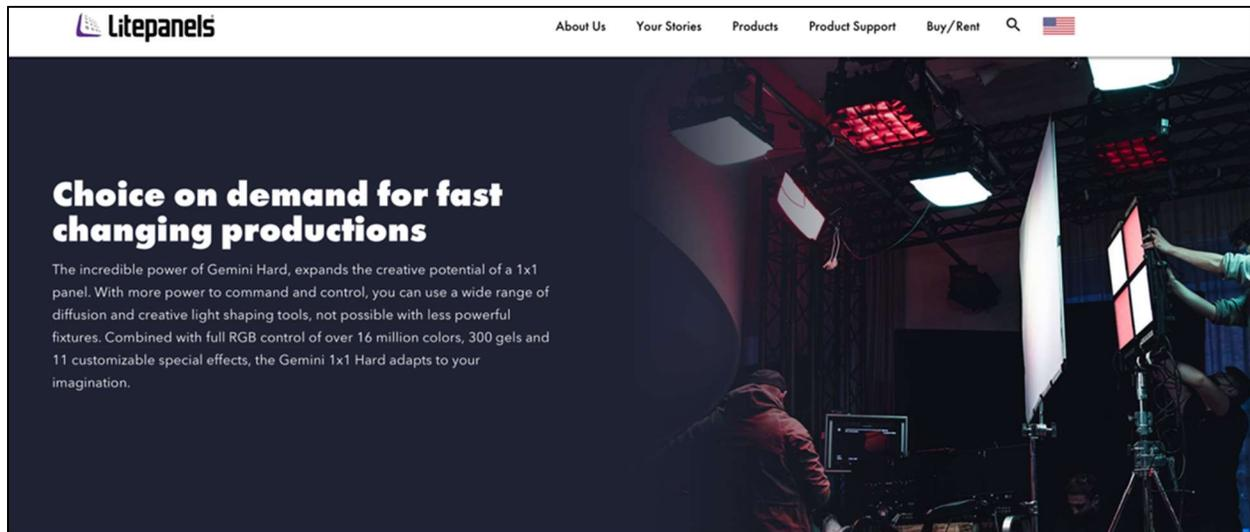 Litepanels
About Us
Your Stories
Products
Product Support
Buy/Rent
Choice on demand for fast
changing productions
The incredible power of Gemini Hard, expands the creative potential of a 1x1
panel. With more power to command and control, you can use a wide range of
diffusion and creative light shaping tools, not possible with less powerful
fixtures. Combined with full RGB control of over 16 million colors, 300 gels and
11 customizable special effects, the Gemini 1x1 Hard adapts to your
imagination.